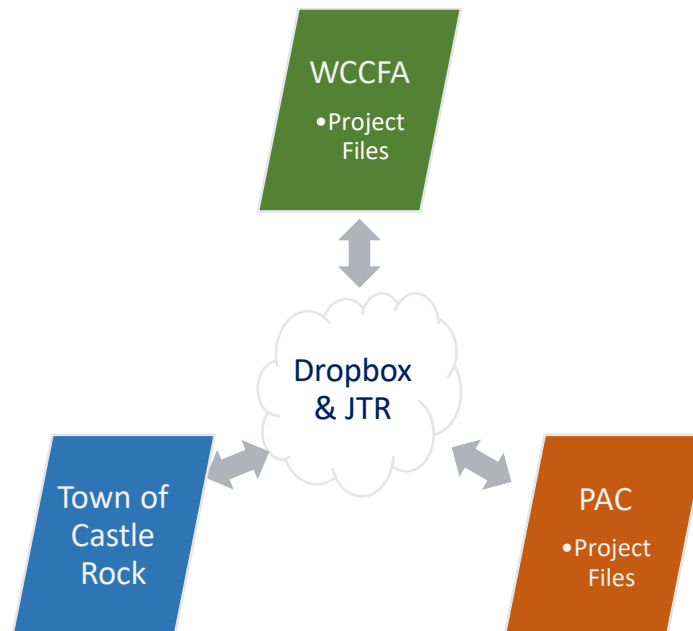 WCCFA
•Project
Files
Dropbox
& JTR
Town of
Castle
Rock
PAC
•Project
Files